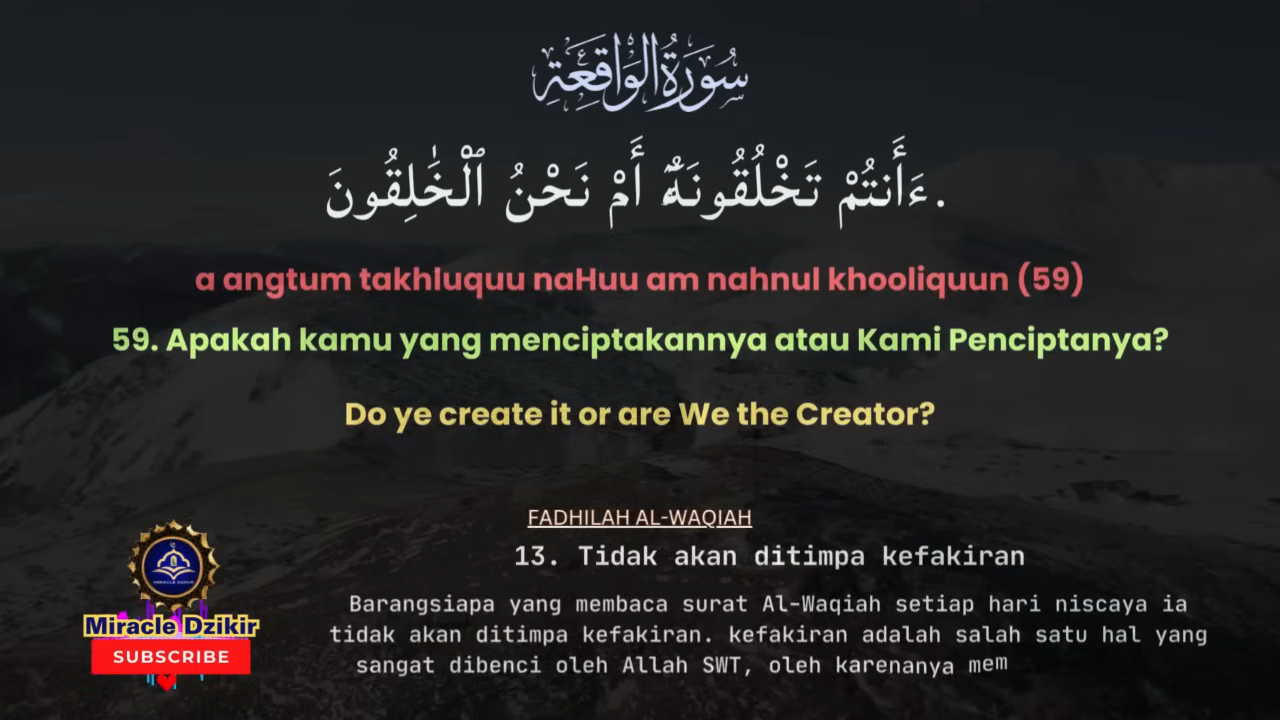 سُورَةُ الْوَاقِعَةِ
ءَأَنتُمْ تَخْلُقُونَهُۥٓ أَمْ نَحْنُ ٱلْخَٰلِقُونَ.
a angtum takhluquu naHuu am nahnul khooliquun (59)
59. Apakah kamu yang menciptakannya atau Kami Penciptanya?
Do ye create it or are We the Creator?
FADHILAH AL-WAQIAH
13. Tidak akan ditimpa kefakiran
Barangsiapa yang membaca surat Al-Waqiah setiap hari niscaya ia
tidak akan ditimpa kefakiran. kefakiran adalah salah satu hal yang
sangat dibenci oleh Allah SWT, oleh karenanya mem
MIRACLE DZIKIR
Miracle Dzikir
SUBSCRIBE